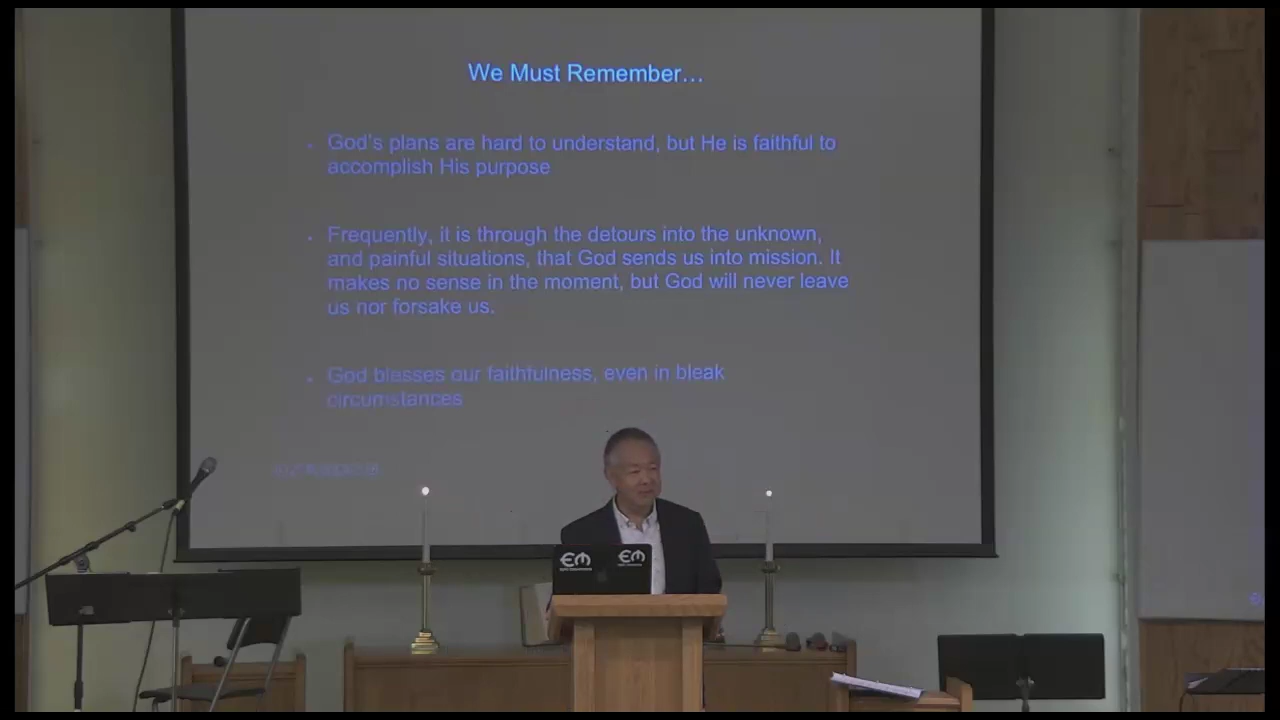 We Must Remember…
God's plans are hard to understand, but He is faithful to
accomplish His purpose
Frequently, it is through the detours into the unknown,
and painful situations, that God sends us into mission. It
makes no sense in the moment, but God will never leave
us nor forsake us.
God blesses our faithfulness, even in bleak
circumstances
EM
EM